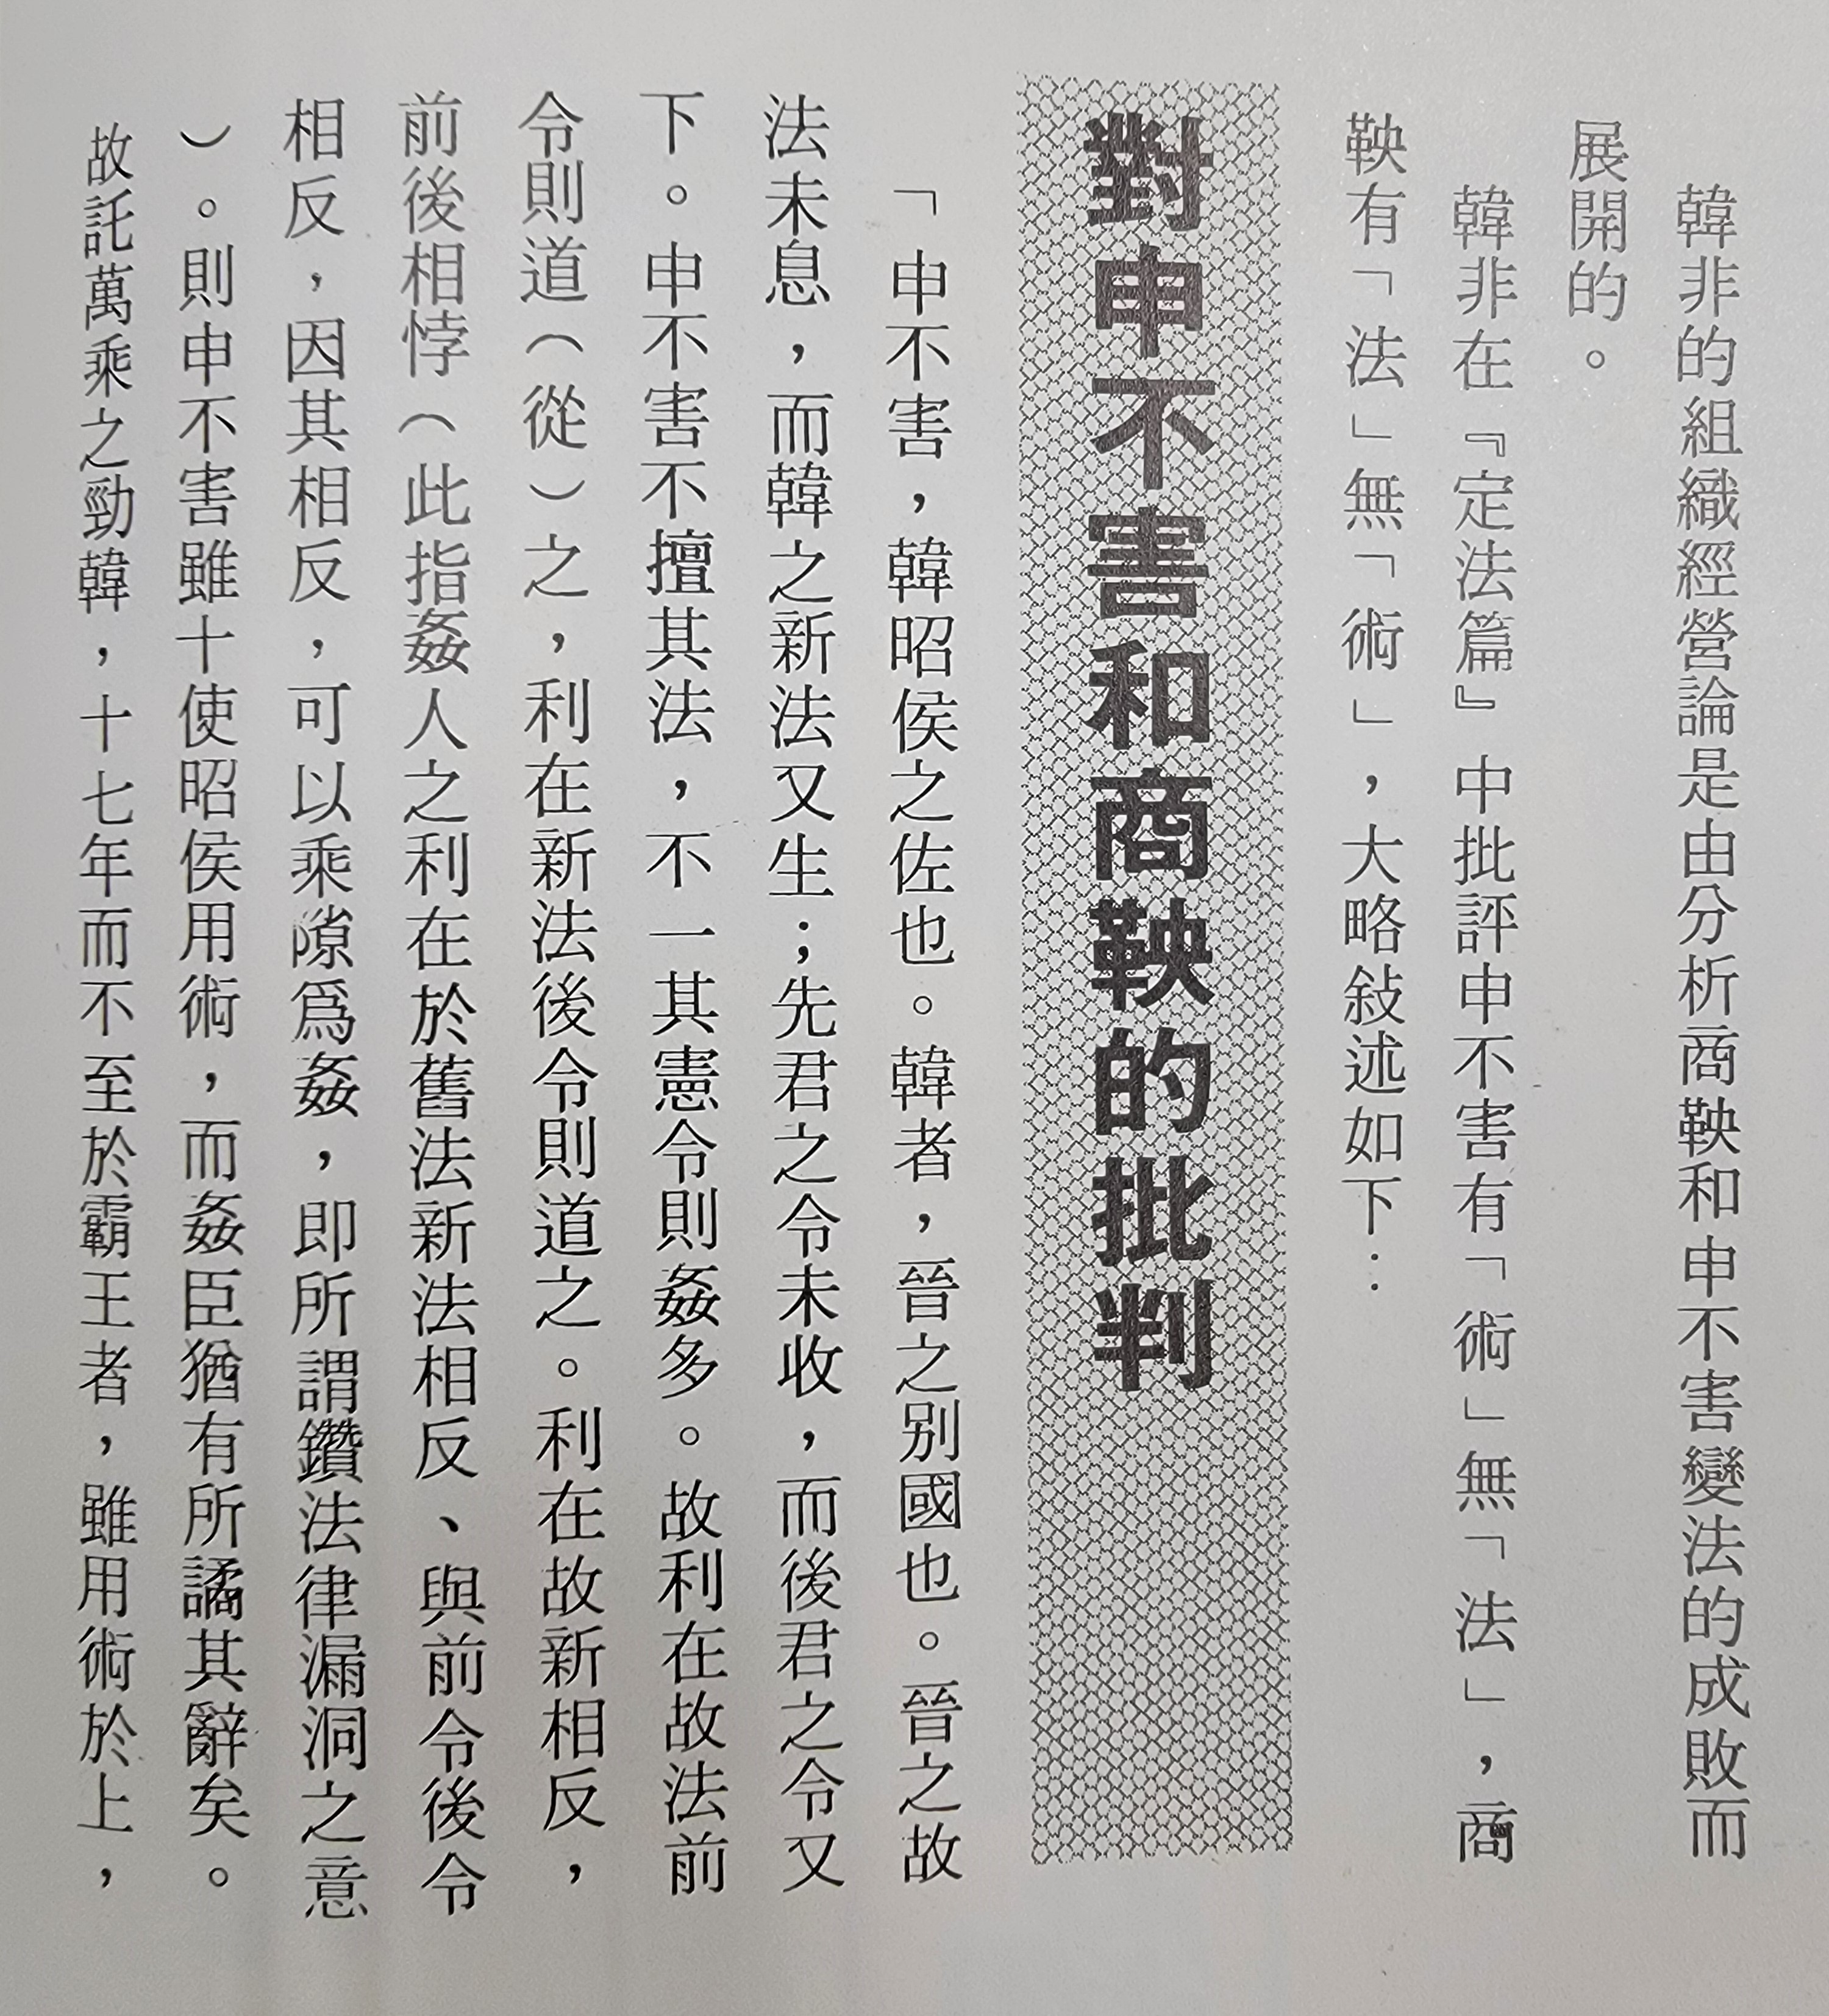 韓非的組織經營論是由分析商鞅和申不害變法的成敗而
展開的。
韓非在『定法篇』中批評申不害有「術」無「法」，商
鞅有「法」無「術」，大略敍述如下：
對申不害和商鞅的批判
「申不害，韓昭侯之佐也。韓者，晉之別國也。晉之故
法未息，而韓之新法又生；先君之令未收，而後君之令又
下。申不害不擅其法，不一其憲令則姦多。故利在故法前
令則道（從）之，利在新法後令則道之。利在故新相反，
前後相悖（此指姦人之利在於舊法新法相反、與前令後令
相反，因其相反，可以乘隙爲姦，即所謂鑽法律漏洞之意
）。則申不害雖十使昭侯用術，而姦臣猶有所譎其辭矣。
故託萬乘之勁韓，十七年而不至於霸王者，雖用術於上，